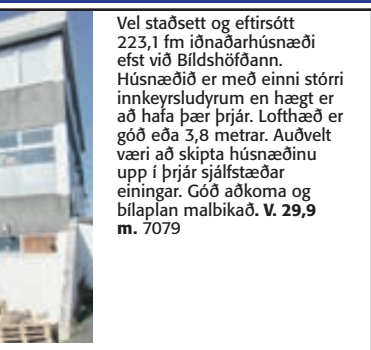 Vel staðsett og eftirsótt
223,1 fm iðnaðarhúsnæði
efst við Bíldshöfðann.
Húsnæðið er með einni stórri
innkeyrsludyrum en hægt er
að hafa þær þrjár. Lofthæð er
góð eða 3,8 metrar. Auðvelt
væri að skipta húsnæðinu
upp í þrjár sjálfstæðar
einingar. Góð aðkoma og
bílaplan malbikað. V. 29,9
m. 7079